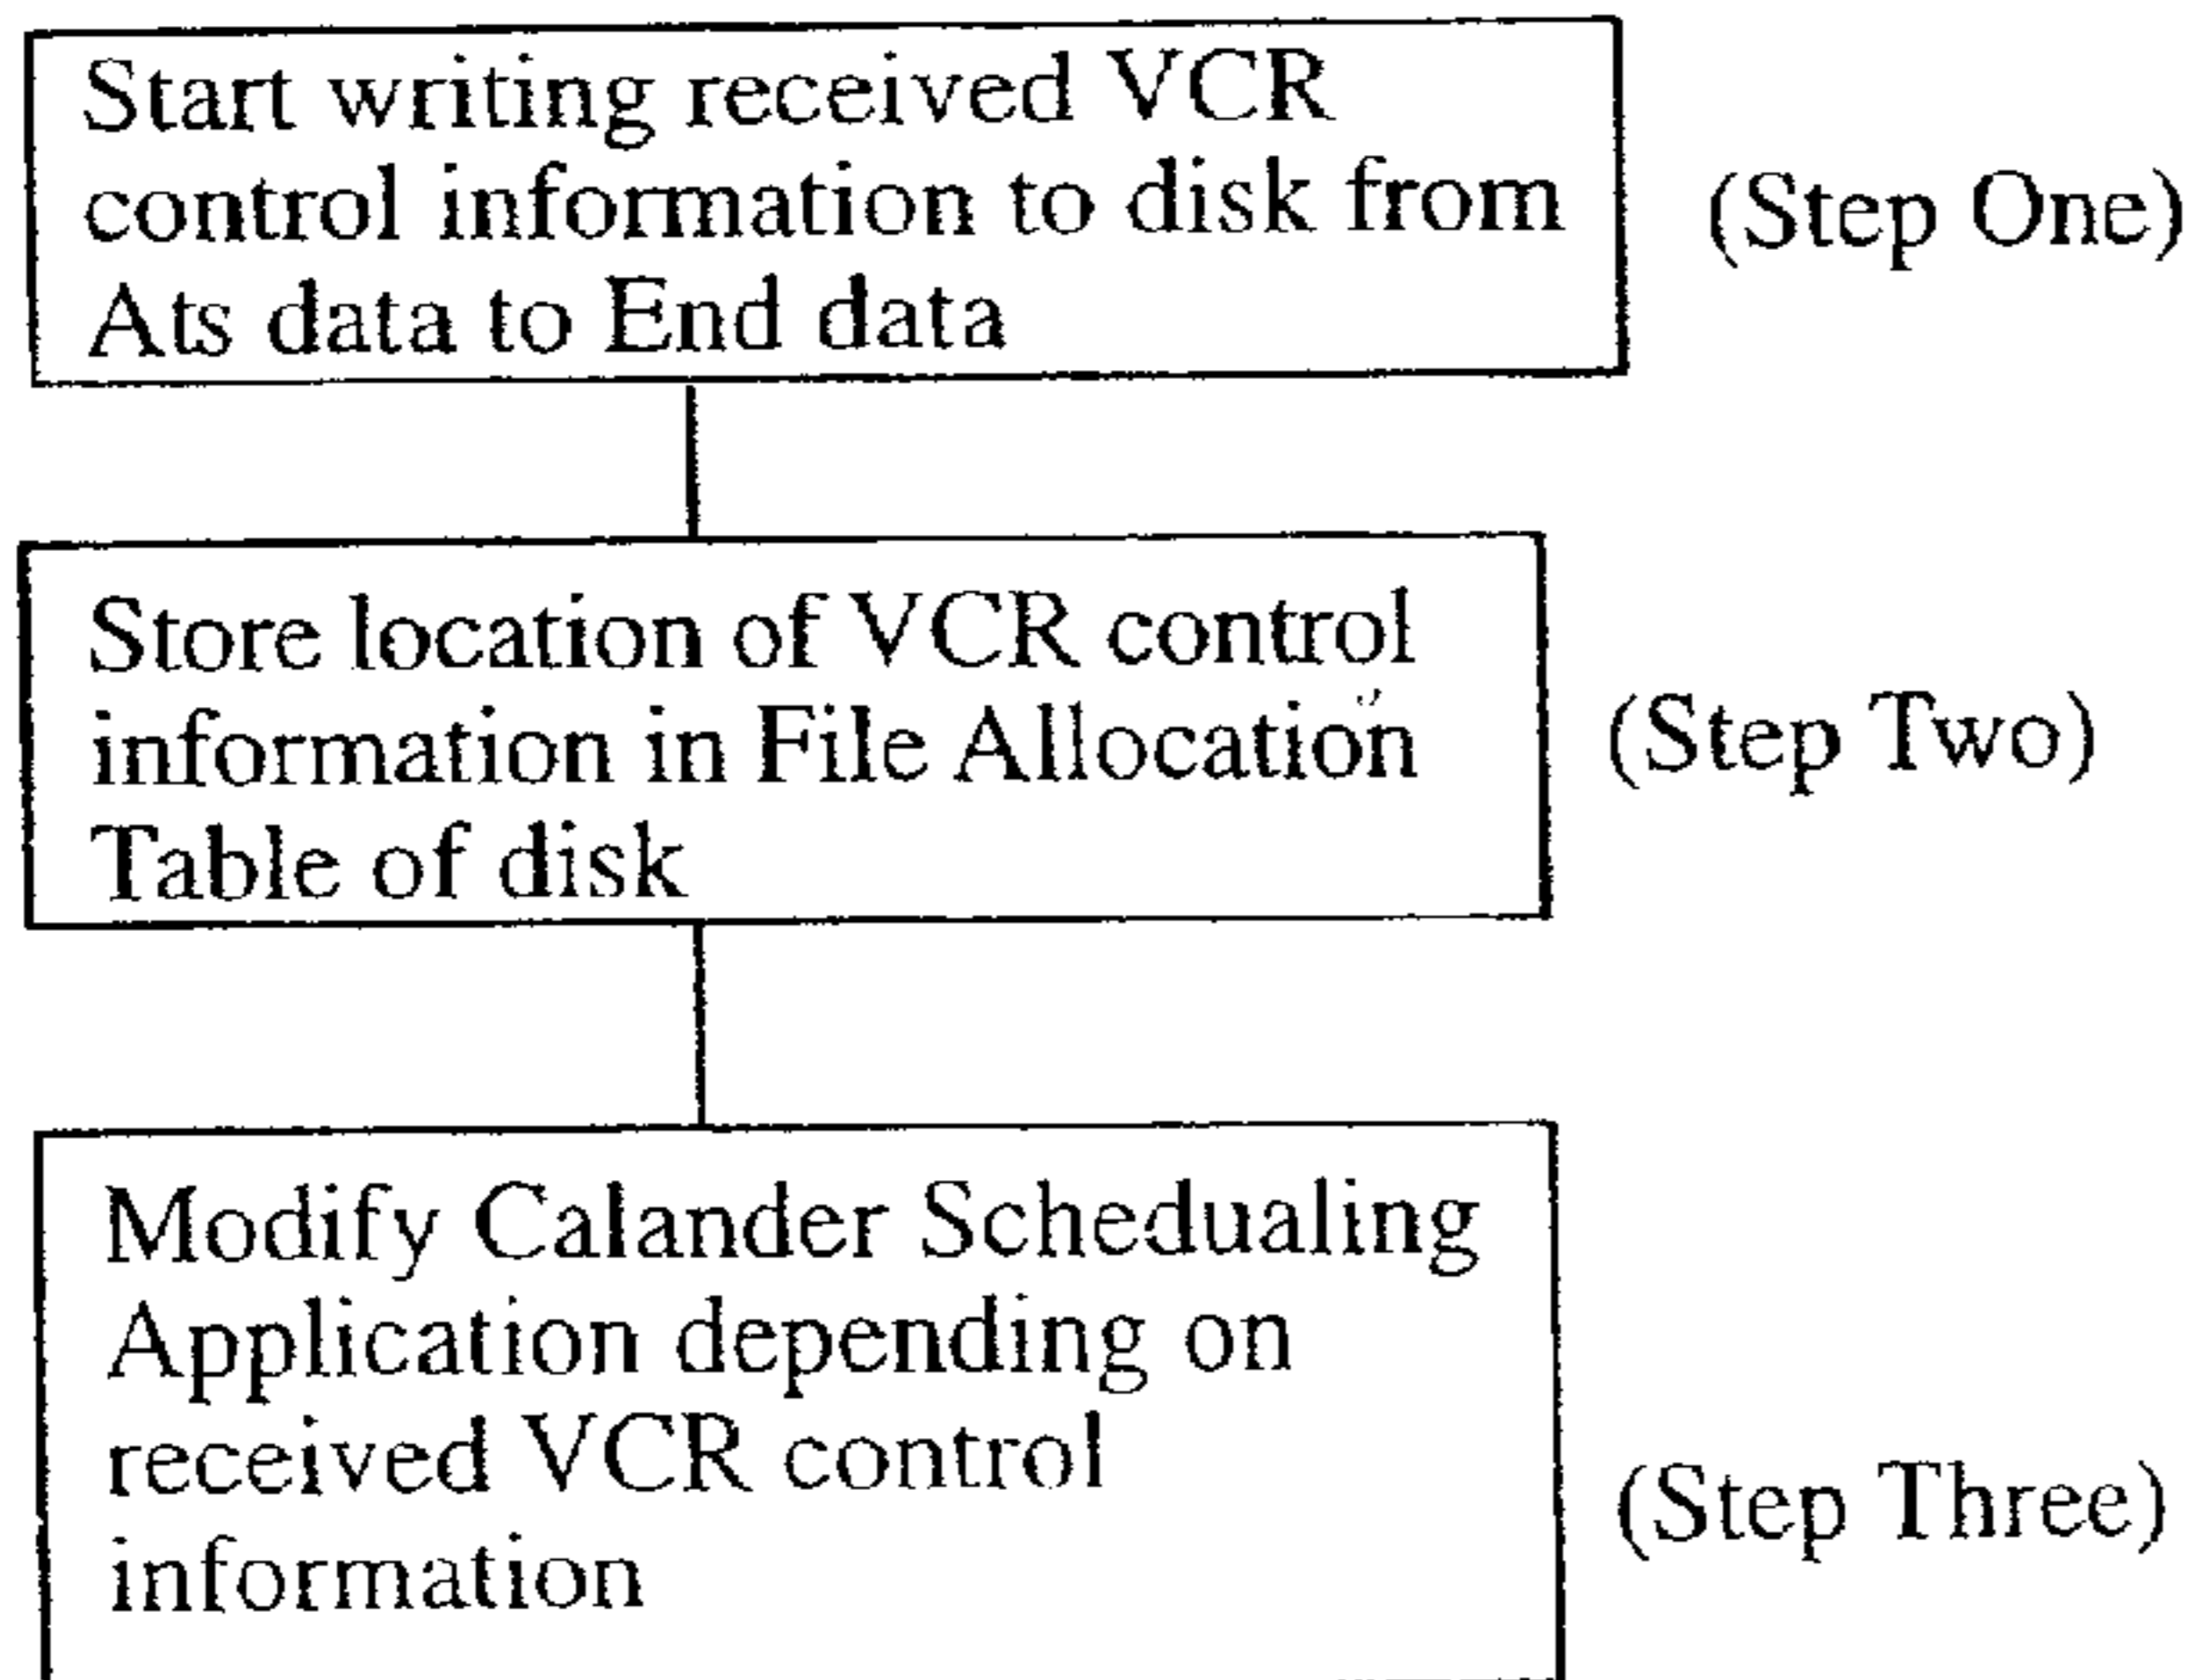 Start writing received VCR
control information to disk from
Ats data to End data
(Step One)
Store location of VCR control
information in File Allocation
Table of disk
(Step Two)
Modify Calander Schedualing
Application depending on
received VCR control
information
(Step Three)